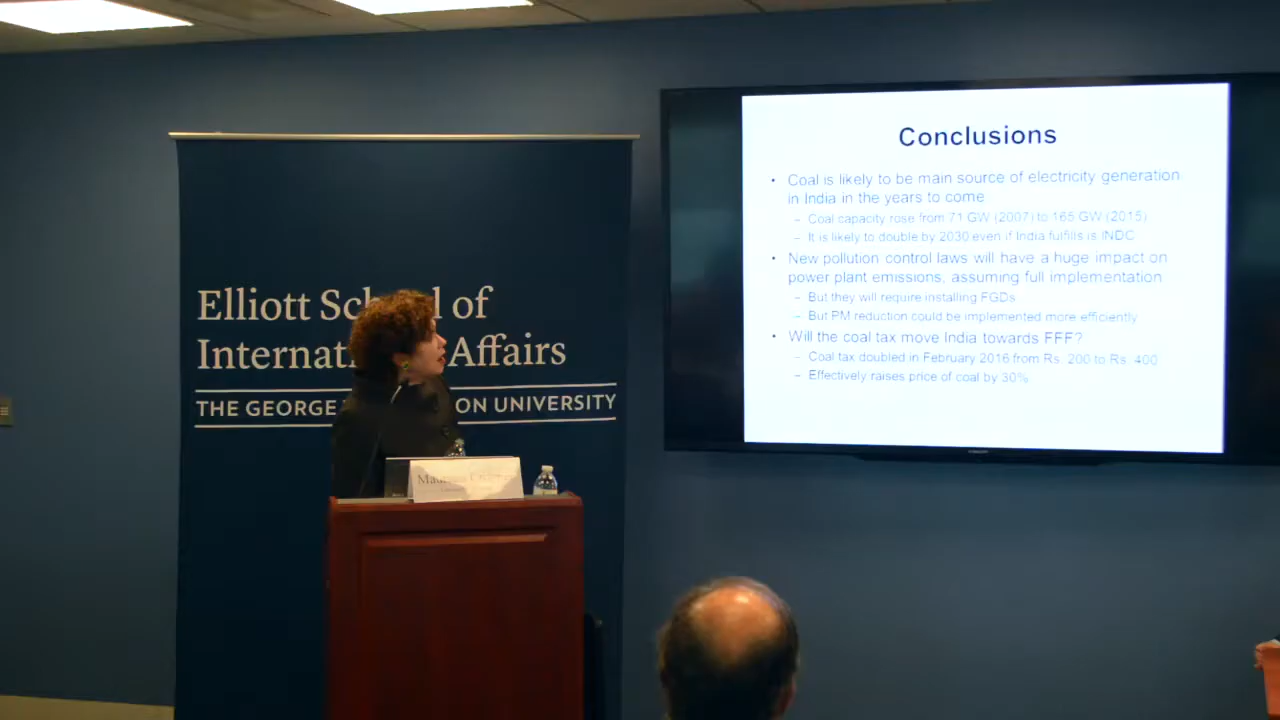 Elliott Sc l of
Internat Affairs
THE GEORGE ON UNIVERSITY
Conclusions
• Coal is likely to be main source of electricity generation
in India in the years to come
– Coal capacity rose from 71 GW (2007) to 165 GW (2015)
– It is likely to double by 2030 even if India fulfills is INDC
• New pollution control laws will have a huge impact on
power plant emissions, assuming full implementation
– But they will require installing FGDs
– But PM reduction could be implemented more efficiently
• Will the coal tax move India towards FFF?
– Coal tax doubled in February 2016 from Rs. 200 to Rs. 400
– Effectively raises price of coal by 30%